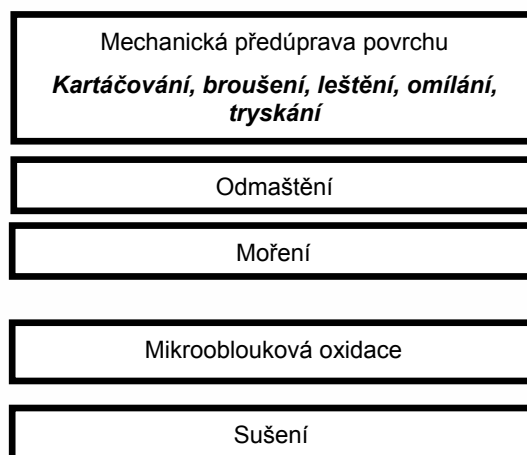 Mechanická předúprava povrchu
Kartáčování, broušení, leštění, omílání,
tryskání
Odmaštění
Moření
Mikrooblouková oxidace
Sušení